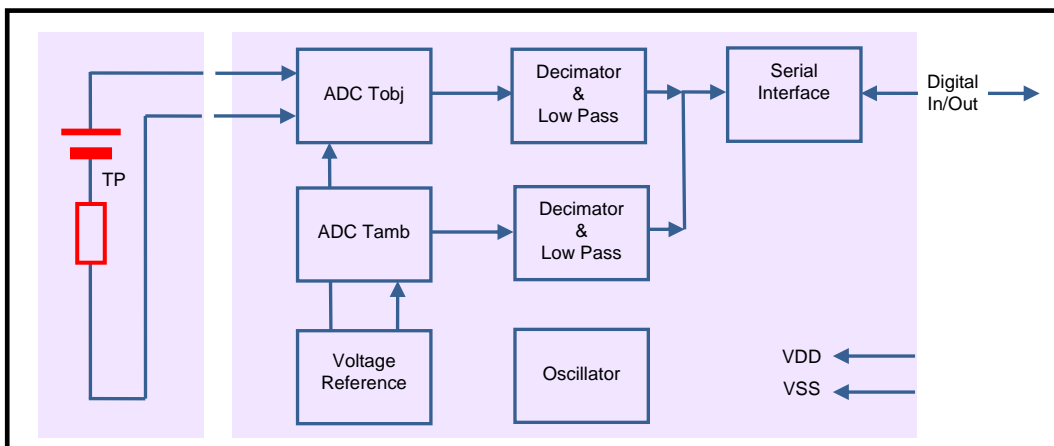 ADC Tobj
Decimator
&
Low Pass
Serial
Interface
Digital
In/Out
TP
ADC Tamb
Decimator
&
Low Pass
Voltage
Reference
Oscillator
VDD
VSS